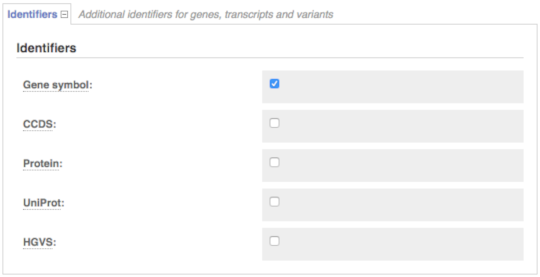 Identifiers Additional identifiers for genes, transcripts and variants
Identifiers
Gene symbol:
CCDS:
Protein:
UniProt:
HGVS: